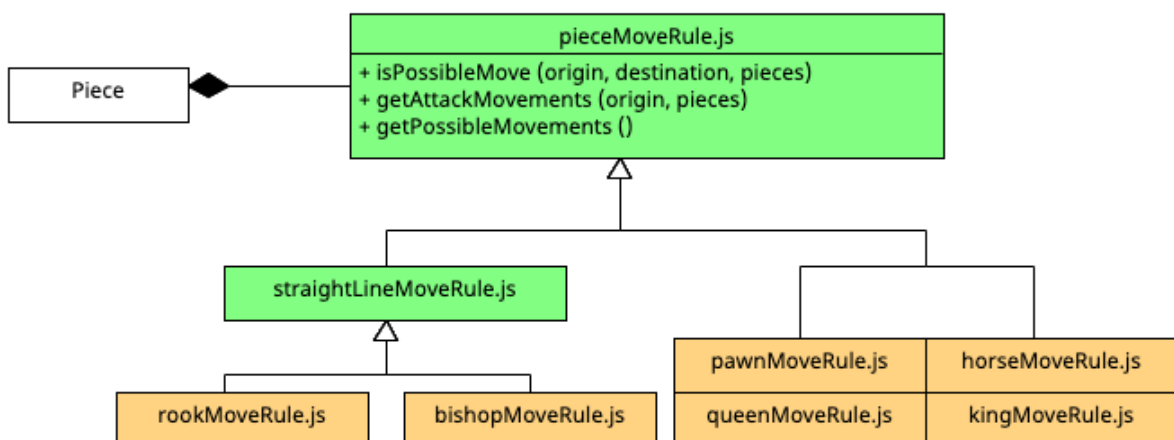 pieceMoveRule.js
Piece
+ isPossibleMove (origin, destination, pieces)
+ getAttackMovements (origin, pieces)
+ getPossibleMovements ()
straightLineMoveRule.js
rookMoveRule.js
bishopMoveRule.js
pawnMoveRule.js
horseMoveRule.js
queenMoveRule.js
kingMoveRule.js